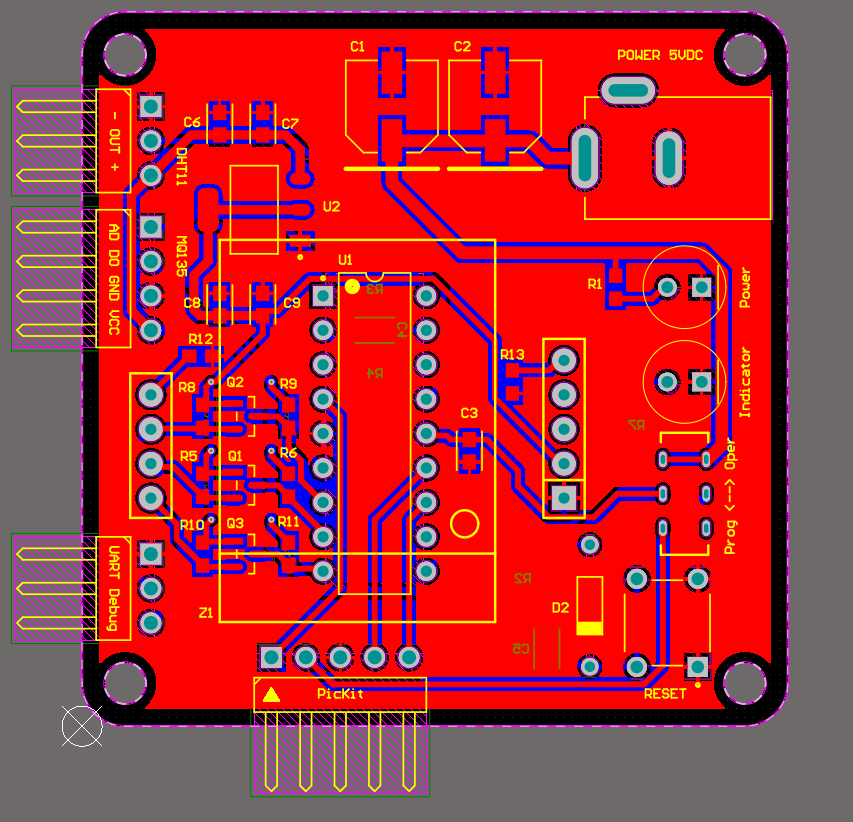 C1
C2
POWER 5VDC
C6
C7
- OUT +
DHT11
U2
AD DO GND VCC
MQ135
U1
R3
R1
Power
C8
C9
C4
R12
R13
R4
Q2
R9
R8
Indicator
C3
R7
R5
Q1
R6
Prog <--> Oper
R10
Q3
R11
UART Debug
R2
D2
Z1
C5
PicKit
RESET